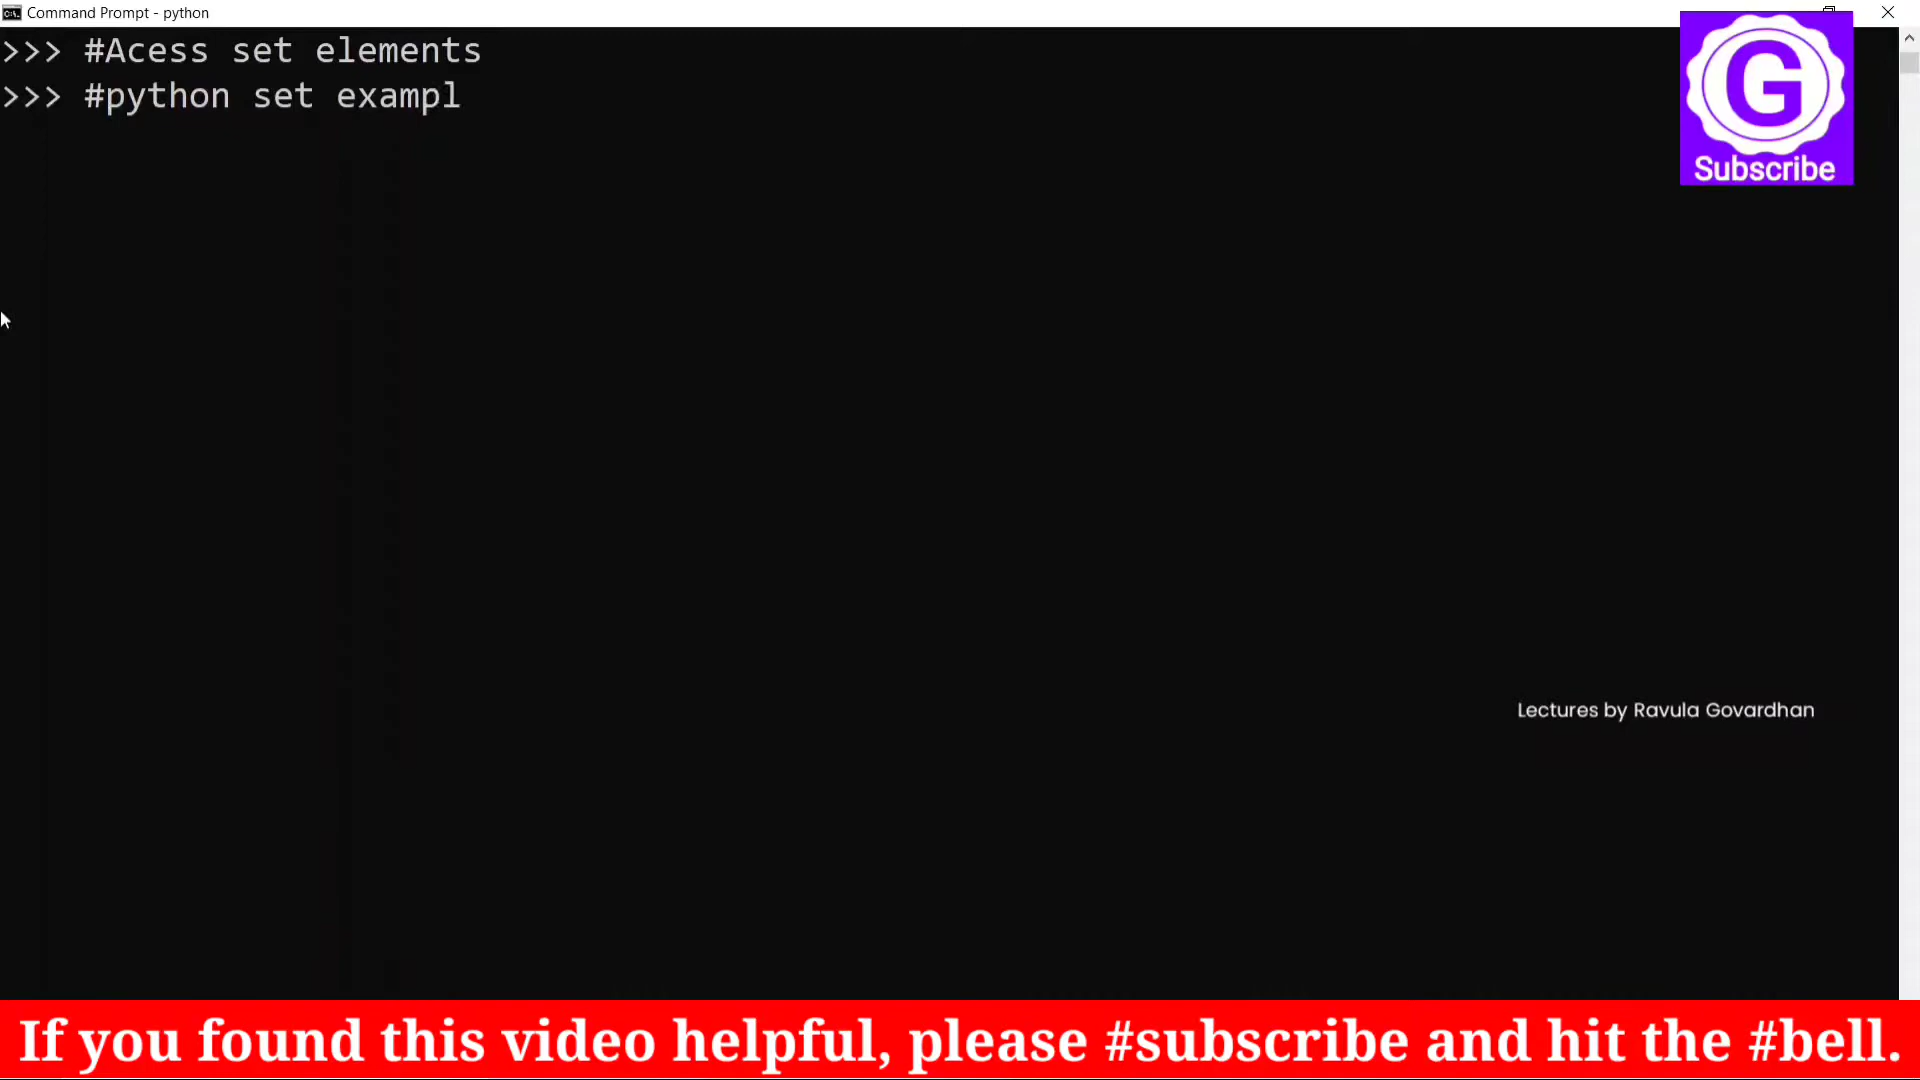 Command Prompt - python
>>> #Acess set elements
>>> #python set exampl
G
Subscribe
Lectures by Ravula Govardhan
If you found this video helpful, please #subscribe and hit the #bell.